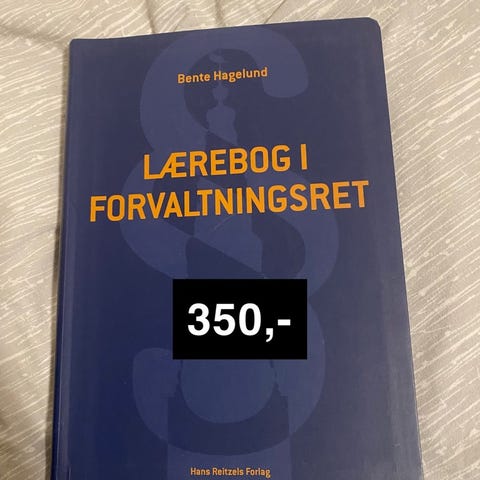 Bente Hagelund
LÆREBOG I
FORVALTNINGSRET
350,-
Hans Reitzels Forlag